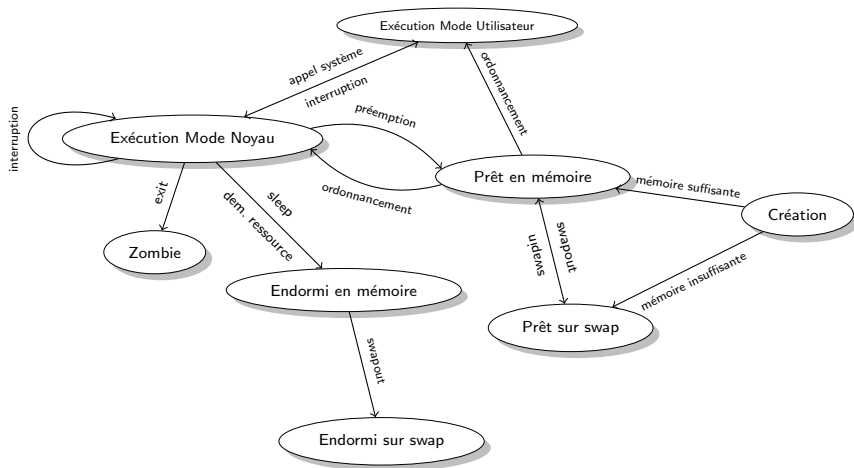 Exécution Mode Utilisateur
appel système
interruption
ordonnancement
interruption
préemption
Exécution Mode Noyau
Prêt en mémoire
mémoire suffisante
ordonnancement
exit
sleep
dem. ressource
Création
swapout
swapin
Zombie
mémoire insuffisante
Endormi en mémoire
Prêt sur swap
swapout
Endormi sur swap